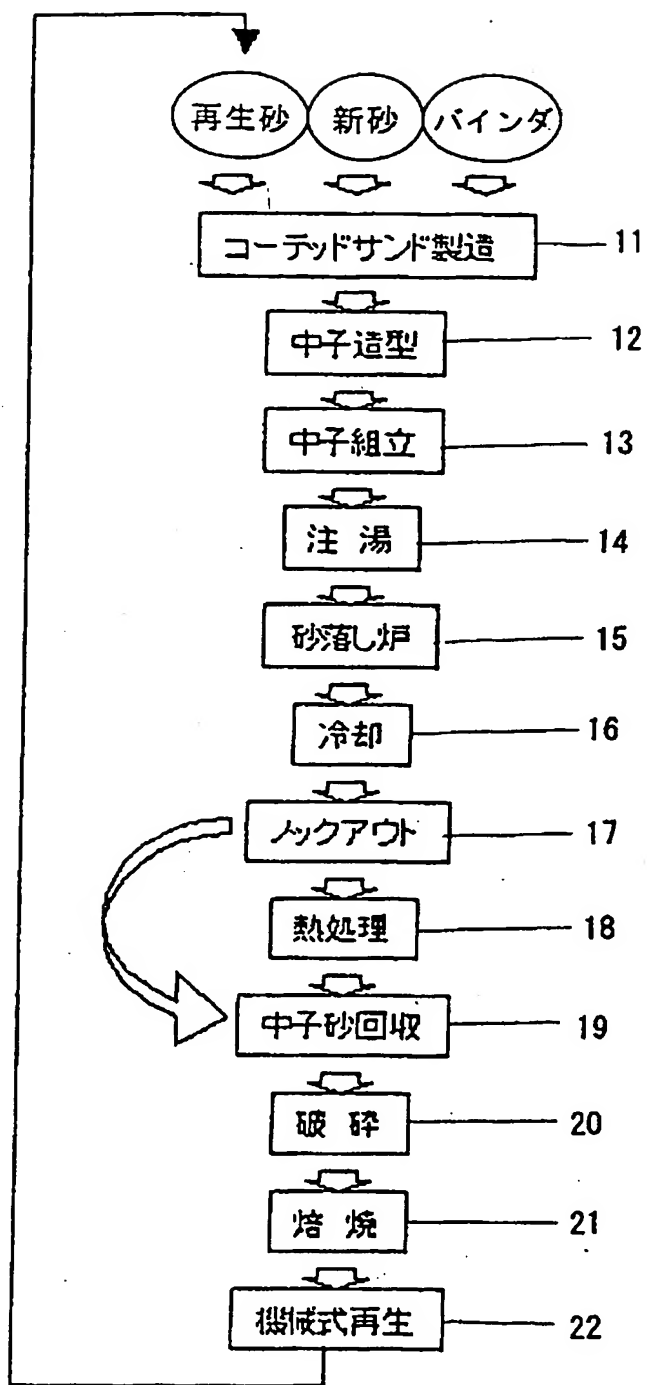 再生砂 新砂 バインダ
コーテッドサンド製造 11
中子造型 12
中子組立 13
注湯 14
砂落し炉 15
冷却 16
ノックアウト 17
熱処理 18
中子砂回収 19
破砕 20
焙焼 21
機械式再生 22